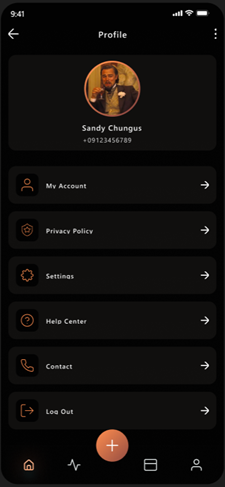 9:41
Profile
Sandy Chungus
+09123456789
My Account
Privacy Policy
Settings
Help Center
Contact
Log Out